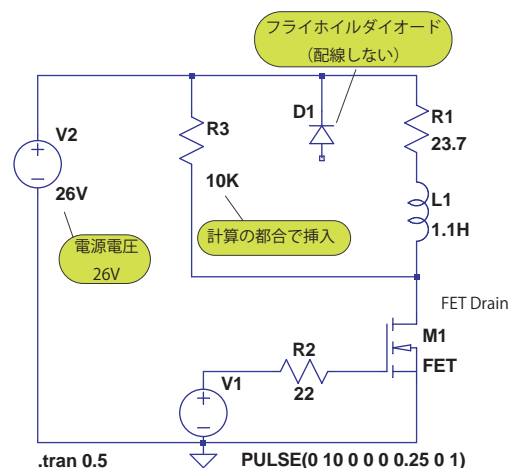 フライホイルダイオード
（配線しない）
D1
R1
23.7
R3
10K
V2
26V
L1
1.1H
電源電圧
26V
計算の都合で挿入
FET Drain
M1
FET
R2
22
V1
.tran 0.5
PULSE(0 10 0 0 0 0.25 0 1)